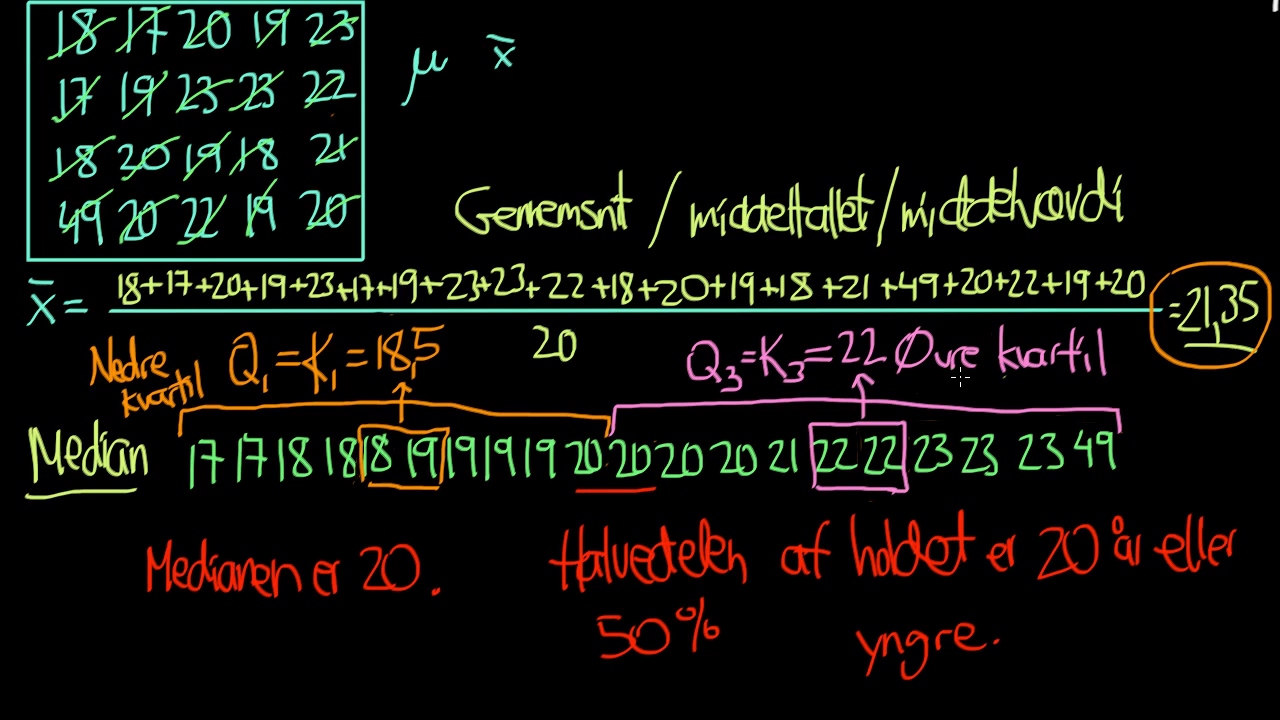 18 17 20 19 23
17 19 23 23 22
18 20 19 18 21
49 20 22 19 20
μ x̄
Gennemsnit / middeltallet / middelværdi
x̄ = 18+17+20+19+23+17+19+23+23+22+18+20+19+18+21+49+20+22+19+20 = 21,35
20
Nedre kvartil Q₁ = K₁ = 18,5
Q₃ = K₃ = 22 Øvre kvartil
Median 17 17 18 18 18 19 19 19 19 20 20 20 20 21 22 22 23 23 23 49
Medianen er 20.
Halvdelen af holdet er 20 år eller
50% yngre.